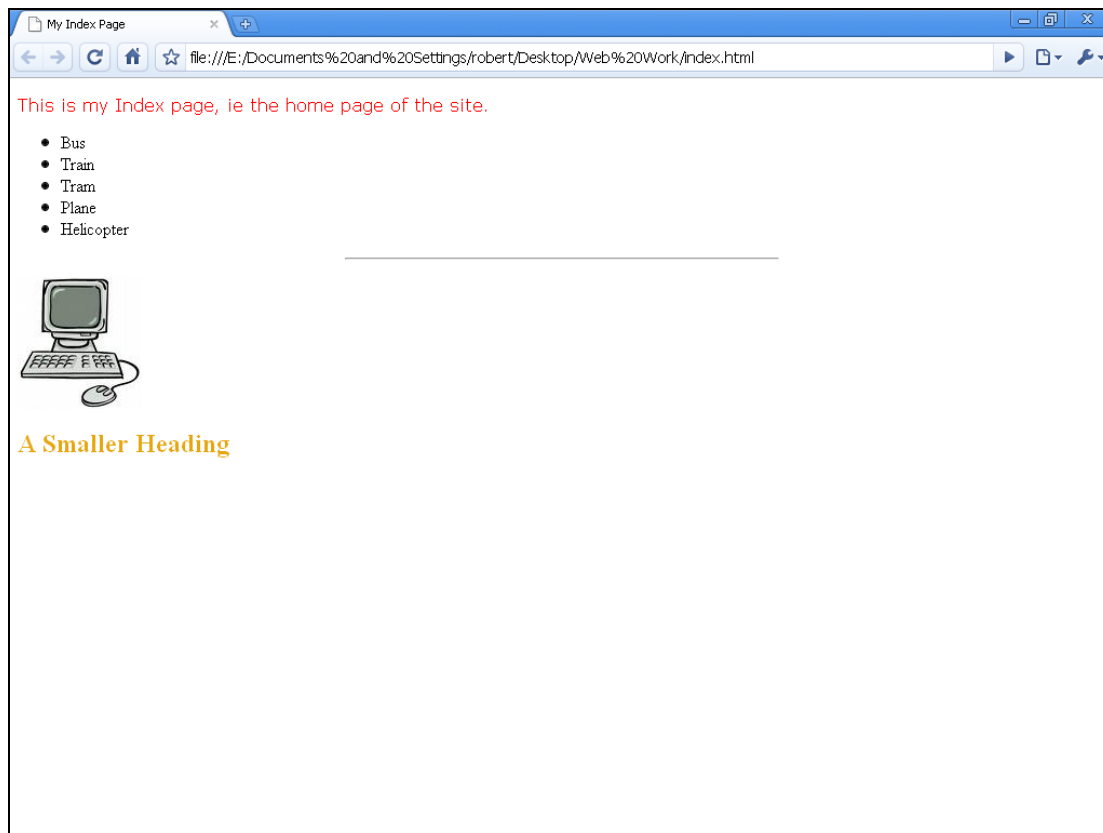 My Index Page
file:///E:/Documents%20and%20Settings/robert/Desktop/Web%20Work/index.html
This is my Index page, ie the home page of the site.
Bus
Train
Tram
Plane
Helicopter
A Smaller Heading